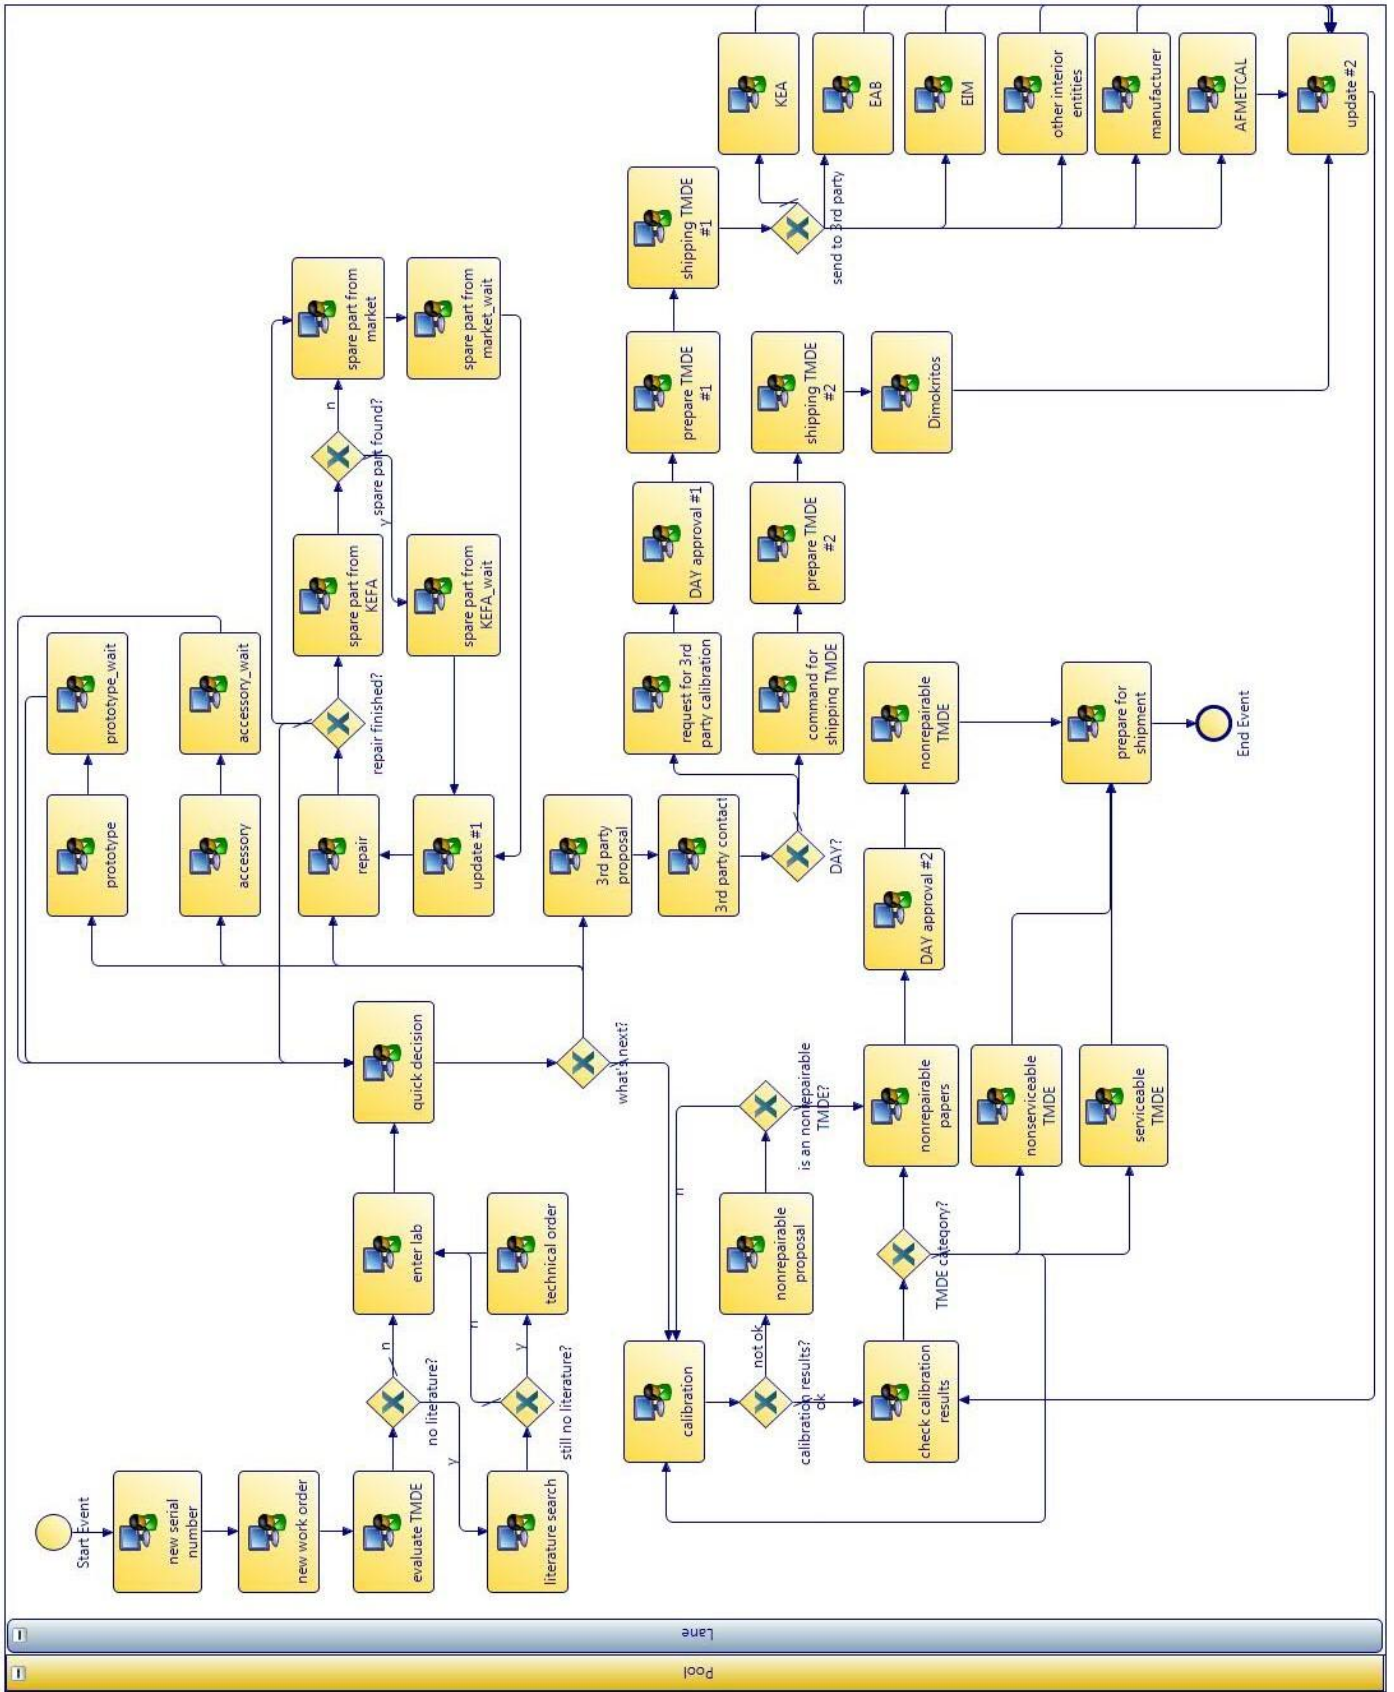 Pool
Lane
Start Event
new serial
number
new work order
evaluate TMDE
literature search
no literature?
n
y
still no literature?
y
n
enter lab
technical order
quick decision
what's next?
prototype
prototype_wait
accessory
accessory_wait
repair
update #1
repair finished?
spare part from
KEFA
spare part from
KEFA_wait
spare part found?
n
y
spare part from
market
spare part from
market_wait
3rd party
proposal
3rd party contact
DAY?
request for 3rd
party calibration
command for
shipping TMDE
DAY approval #1
prepare TMDE
#2
prepare TMDE
#1
shipping TMDE
#2
Dimokritos
shipping TMDE
#1
send to 3rd party
KEA
EAB
EIM
other interior
entities
manufacturer
AFMETCAL
update #2
calibration
calibration results?
ok
not ok
nonrepairable
proposal
is an nonrepairable
TMDE?
n
check calibration
results
TMDE category?
nonrepairable
papers
nonserviceable
TMDE
serviceable
TMDE
DAY approval #2
nonrepairable
TMDE
prepare for
shipment
End Event